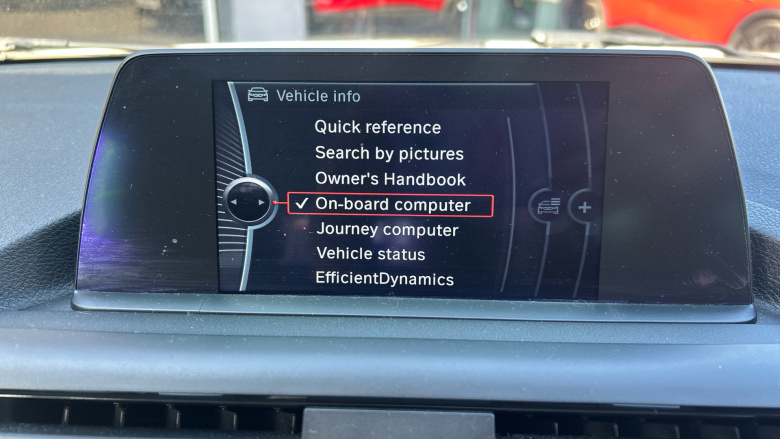 Vehicle info
Quick reference
Search by pictures
Owner's Handbook
On-board computer
Journey computer
Vehicle status
EfficientDynamics